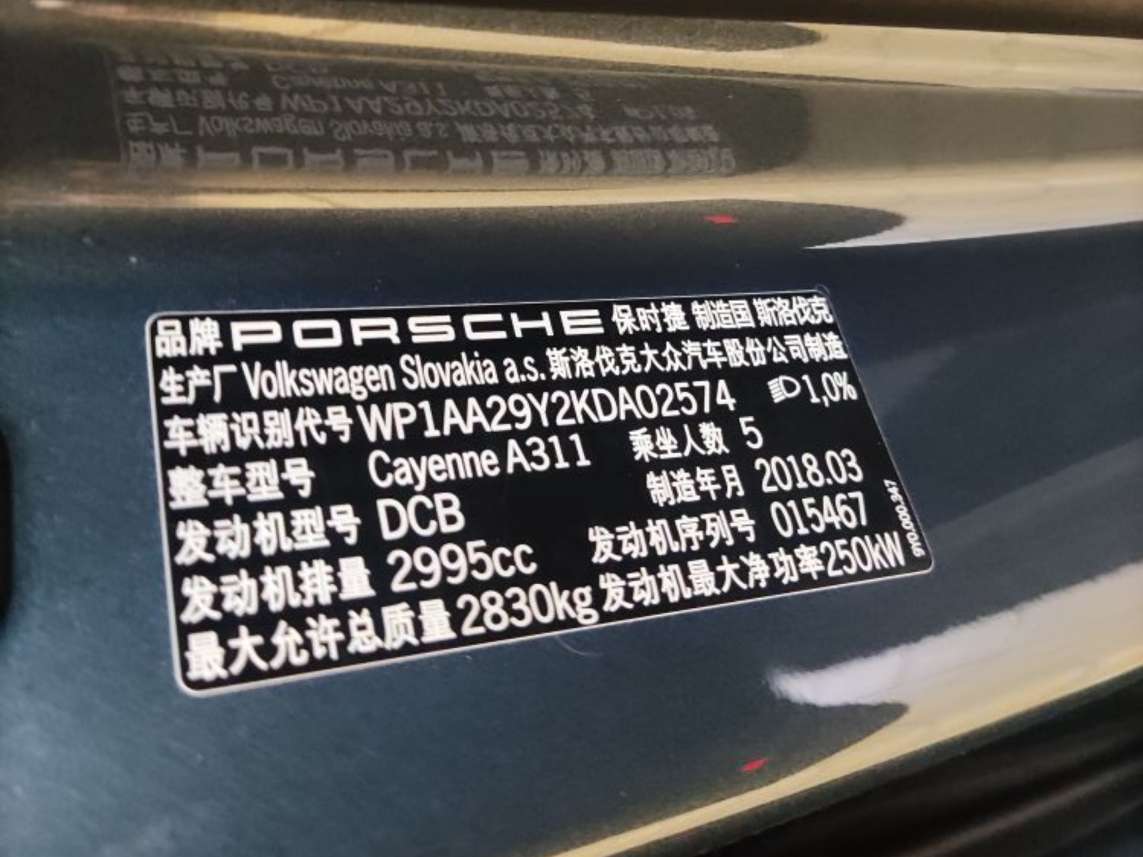 品牌 PORSCHE 保时捷 制造国 斯洛伐克
生产厂 Volkswagen Slovakia a.s. 斯洛伐克大众汽车股份公司制造
车辆识别代号 WP1AA29Y2KDA02574 1,0%
整车型号 Cayenne A311 乘坐人数 5
发动机型号 DCB 制造年月 2018.03
发动机排量 2995cc 发动机序列号 015467
最大允许总质量 2830kg 发动机最大净功率 250kW
9Y0.000.347